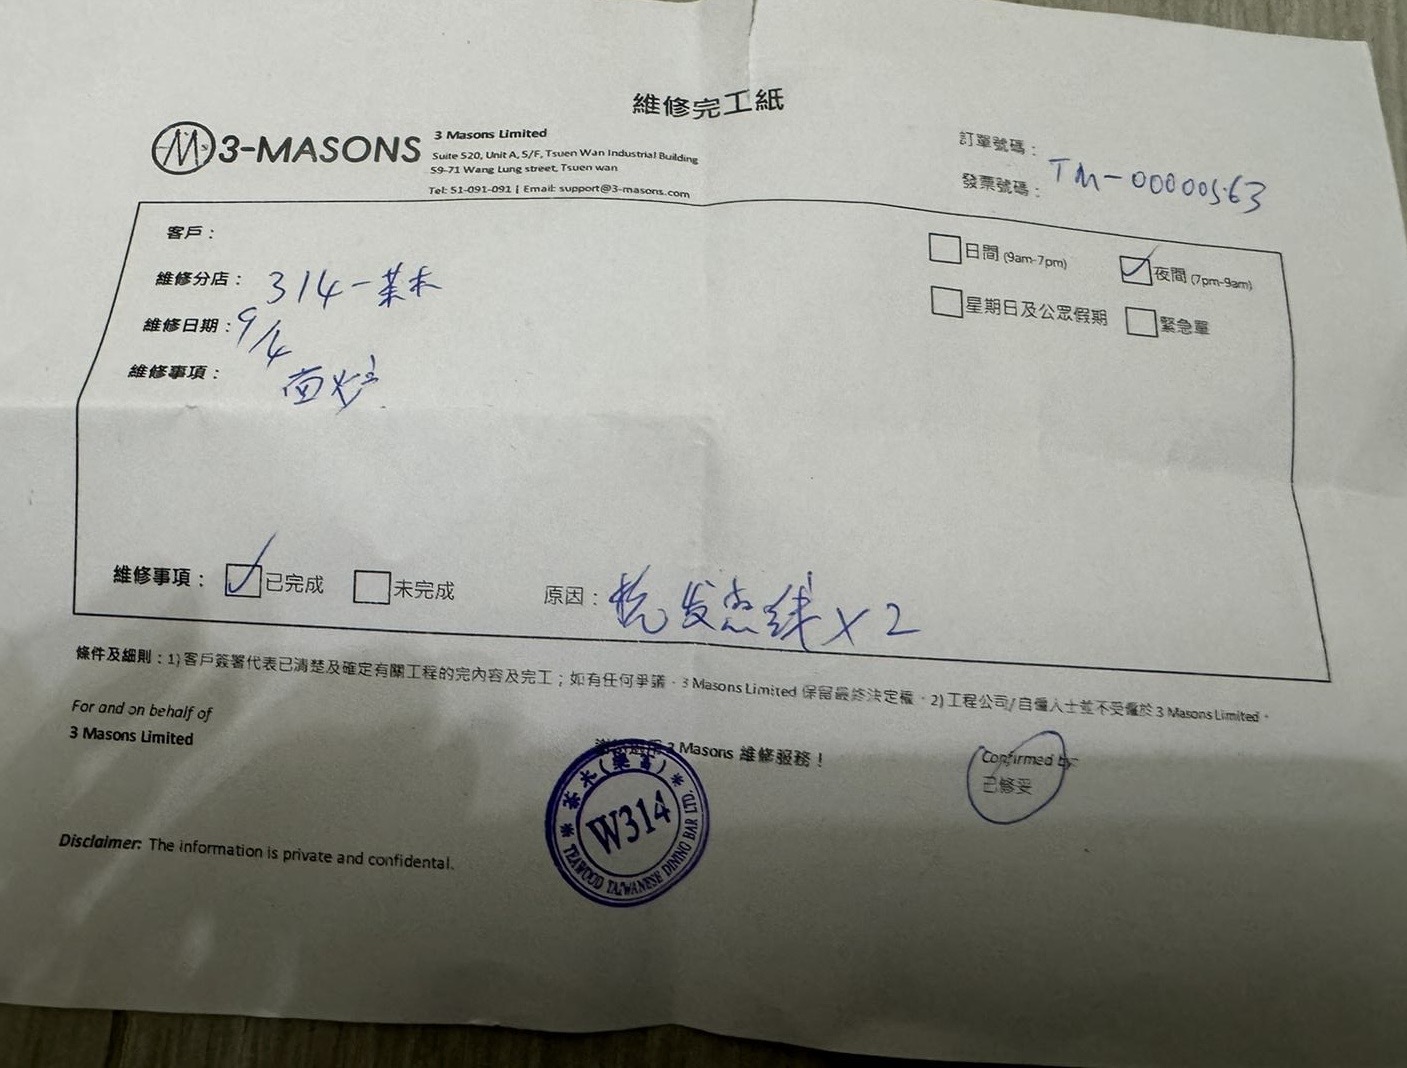 維修完工紙
3-MASONS
3 Masons Limited
Suite 520, Unit A, 5/F, Tsuen Wan Industrial Building
59-71 Wang Lung street, Tsuen wan
Tel: 51-091-091 | Email: support@3-masons.com
訂單號碼：
發票號碼： TM-00000563
客戶：
日間 (9am-7pm) 夜間 (7pm-9am)
維修分店： 314-茶木
星期日及公眾假期 緊急單
維修日期：9/4
維修事項： 面炉
維修事項： 已完成 未完成 原因： 发热线 x 2
條件及細則：1) 客戶簽署代表已清楚及確定有關工程的完內容及完工；如有任何爭議，3 Masons Limited 保留最終決定權。2) 工程公司/自僱人士並不受僱於 3 Masons Limited。
For and on behalf of
3 Masons Limited
3 Masons 維修服務！
Confirmed by:
已修妥
茶木(樂富)
W314
TEAWOOD TAIWANESE DINING BAR LTD.
Disclaimer: The information is private and confidental.